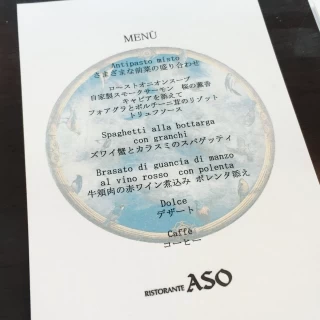 MENÙ
Antipasto misto
さまざまな前菜の盛り合わせ
ローストオニオンスープ
自家製スモークサーモン 桜の薫香
キャビアを添えて
フォアグラとポルチーニ茸のリゾット
トリュフソース
Spaghetti alla bottarga
con granchi
ズワイ蟹とカラスミのスパゲッティ
Brasato di guancia di manzo
al vino rosso con polenta
牛頬肉の赤ワイン煮込み ポレンタ添え
Dolce
デザート
Caffè
コーヒー
RISTORANTE ASO